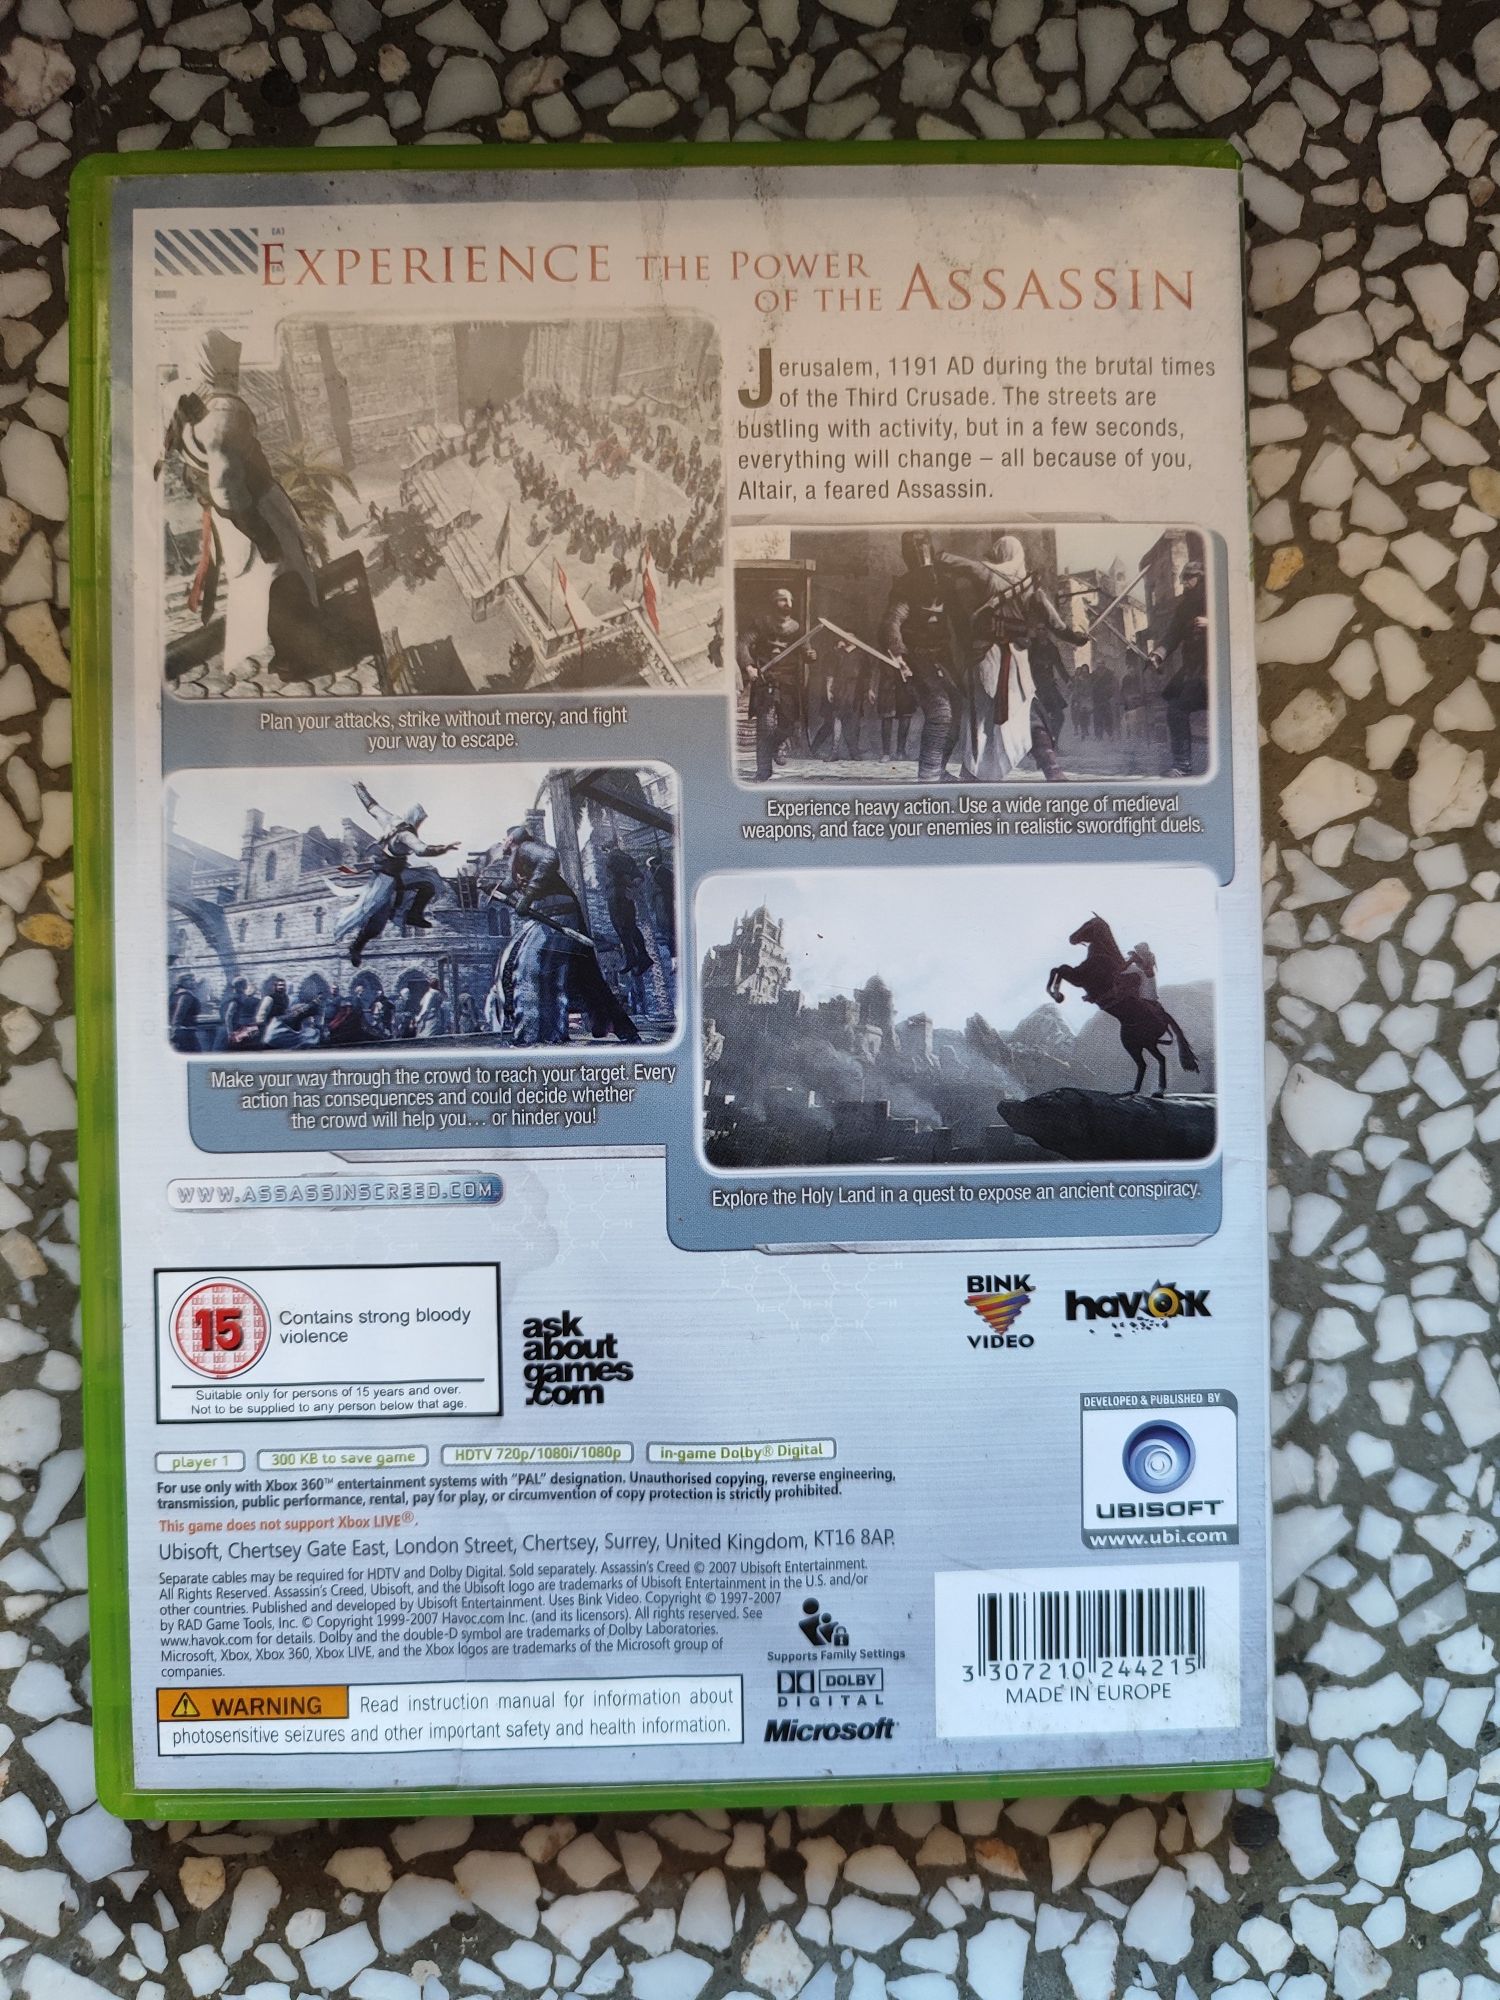 EXPERIENCE THE POWER
OF THE ASSASSIN
Jerusalem, 1191 AD during the brutal times
of the Third Crusade. The streets are
bustling with activity, but in a few seconds,
everything will change – all because of you,
Altair, a feared Assassin.
Plan your attacks, strike without mercy, and fight
your way to escape.
Experience heavy action. Use a wide range of medieval
weapons, and face your enemies in realistic swordfight duels.
Make your way through the crowd to reach your target. Every
action has consequences and could decide whether
the crowd will help you... or hinder you!
Explore the Holy Land in a quest to expose an ancient conspiracy.
WWW.ASSASSINSCREED.COM
15
Contains strong bloody
violence
Suitable only for persons of 15 years and over.
Not to be supplied to any person below that age.
ask
about
games
.com
BINK
VIDEO
havok
DEVELOPED & PUBLISHED BY
UBISOFT
www.ubi.com
player 1
300 KB to save game
HDTV 720p/1080i/1080p
in-game Dolby® Digital
For use only with Xbox 360™ entertainment systems with "PAL" designation. Unauthorised copying, reverse engineering,
transmission, public performance, rental, pay for play, or circumvention of copy protection is strictly prohibited.
This game does not support Xbox LIVE®.
Ubisoft, Chertsey Gate East, London Street, Chertsey, Surrey, United Kingdom, KT16 8AP.
Separate cables may be required for HDTV and Dolby Digital. Sold separately. Assassin's Creed © 2007 Ubisoft Entertainment.
All Rights Reserved. Assassin's Creed, Ubisoft, and the Ubisoft logo are trademarks of Ubisoft Entertainment in the U.S. and/or
other countries. Published and developed by Ubisoft Entertainment. Uses Bink Video. Copyright © 1997-2007
by RAD Game Tools, Inc. © Copyright 1999-2007 Havoc.com Inc. (and its licensors). All rights reserved. See
www.havok.com for details. Dolby and the double-D symbol are trademarks of Dolby Laboratories.
Microsoft, Xbox, Xbox 360, Xbox LIVE, and the Xbox logos are trademarks of the Microsoft group of
companies.
Supports Family Settings
DOLBY
DIGITAL
Microsoft
WARNING Read instruction manual for information about
photosensitive seizures and other important safety and health information.
3 307210 244215
MADE IN EUROPE